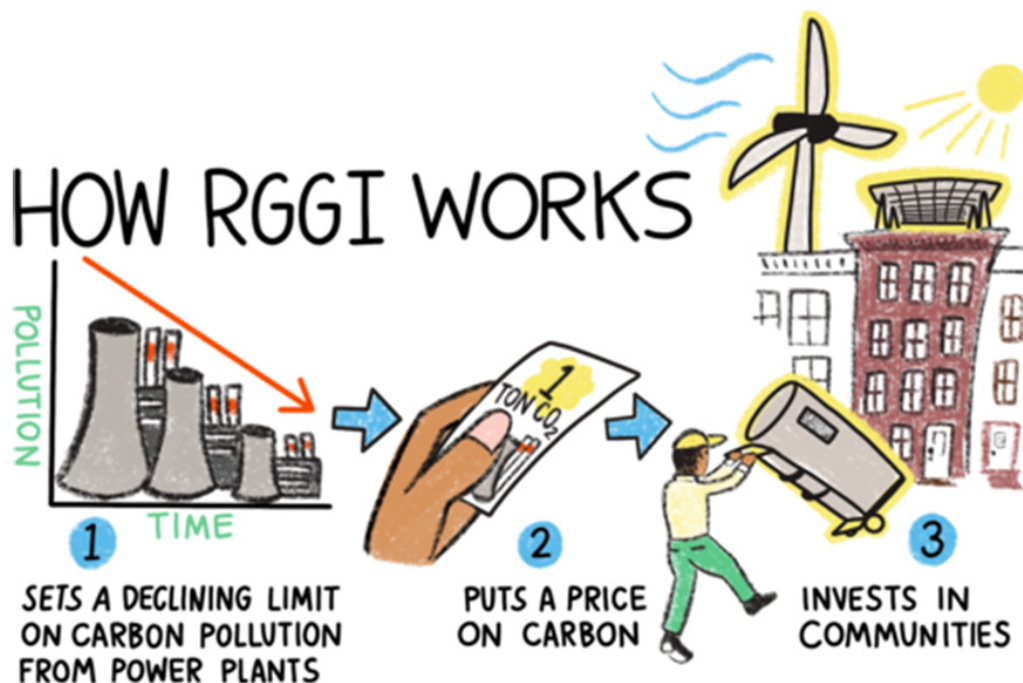 HOW RGGI WORKS
POLLUTION
TIME
1
SETS A DECLINING LIMIT
ON CARBON POLLUTION
FROM POWER PLANTS
1
TON CO₂
2
PUTS A PRICE
ON CARBON
3
INVESTS IN
COMMUNITIES